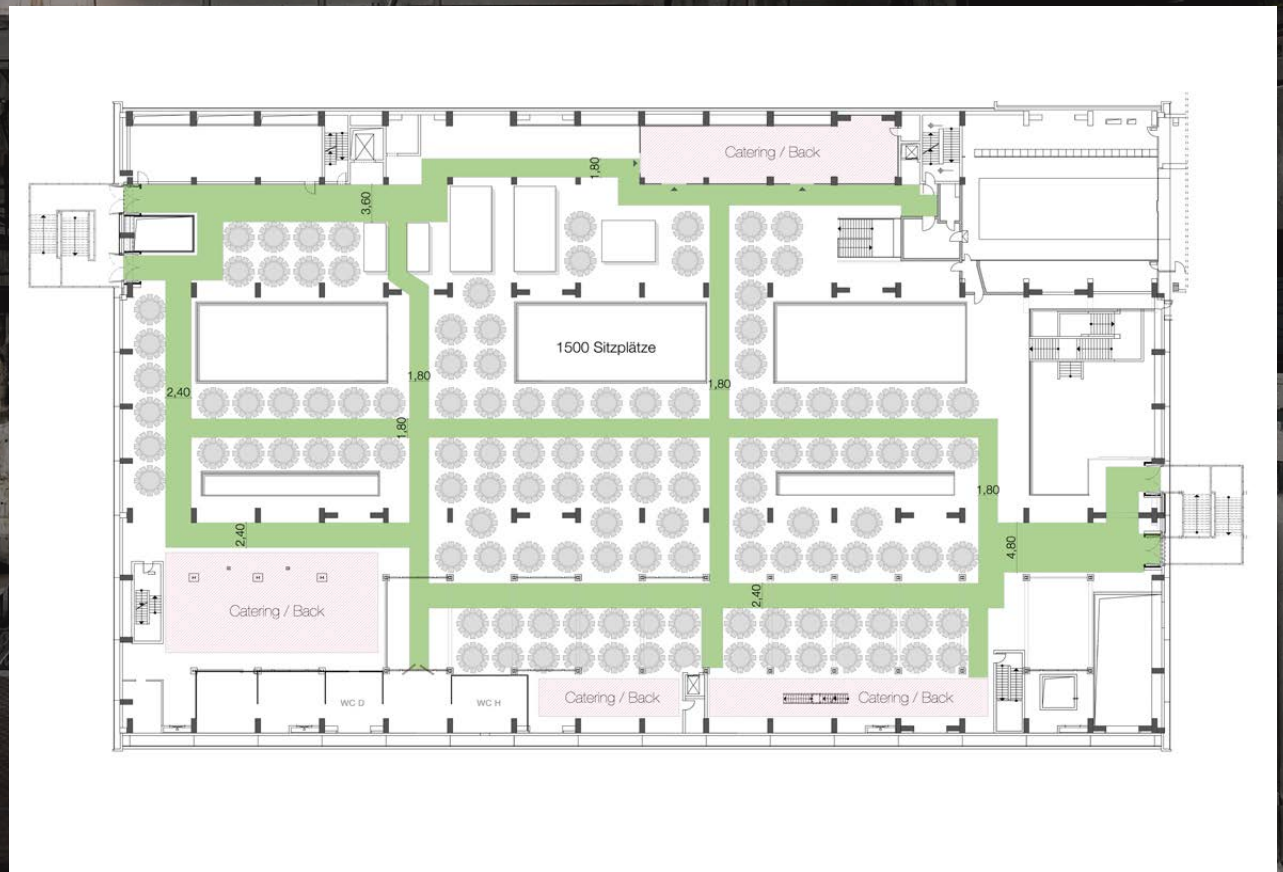 Catering / Back
1,80
3,60
1500 Sitzplätze
1,80
1,80
2,40
1,80
1,80
2,40
4,80
2,40
Catering / Back
Catering / Back
Catering / Back
WC D
WC H